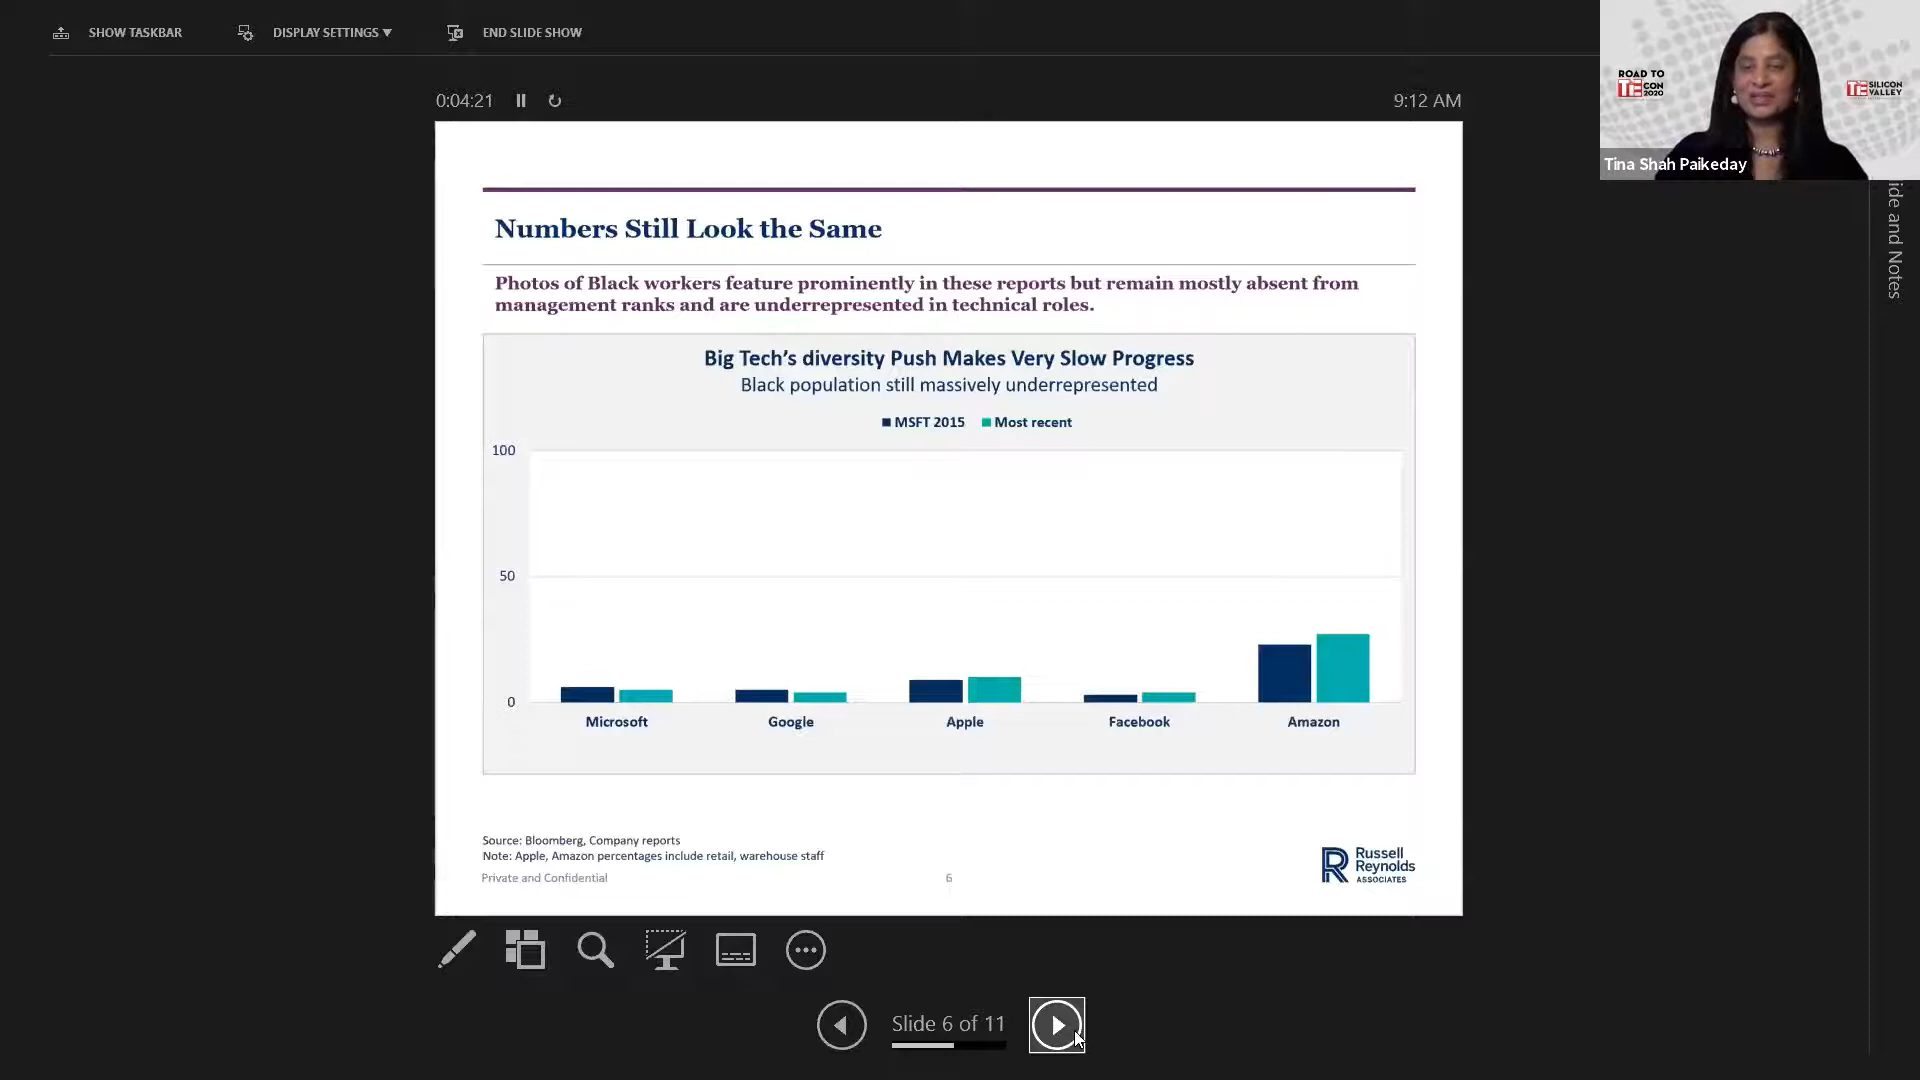 SHOW TASKBAR
DISPLAY SETTINGS ▼
END SLIDE SHOW
0:04:21
9:12 AM
ROAD TO
TiE
CON
2020
TiE SILICON
VALLEY
Tina Shah Paikeday
ide and Notes
Numbers Still Look the Same
Photos of Black workers feature prominently in these reports but remain mostly absent from
management ranks and are underrepresented in technical roles.
Big Tech’s diversity Push Makes Very Slow Progress
Black population still massively underrepresented
MSFT 2015
Most recent
100
50
0
Microsoft
Google
Apple
Facebook
Amazon
Source: Bloomberg, Company reports
Note: Apple, Amazon percentages include retail, warehouse staff
Private and Confidential
6
Russell
Reynolds
ASSOCIATES
Slide 6 of 11